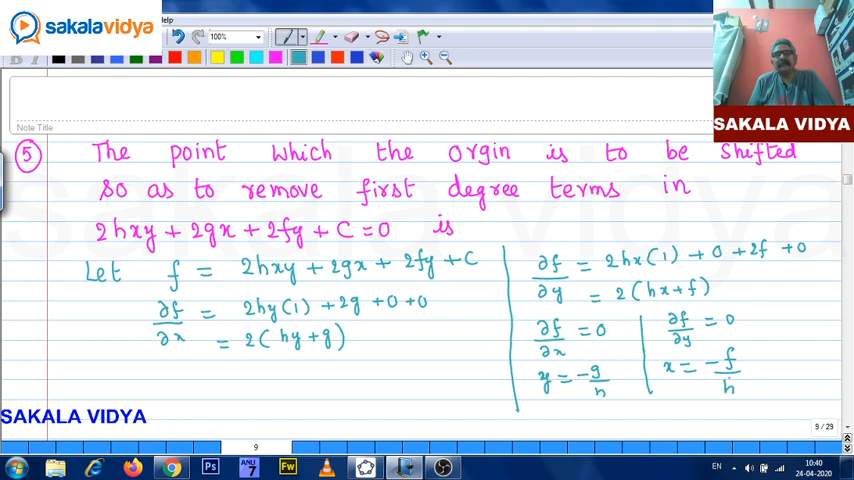 sakalavidya
Help
100%
SAKALA VIDYA
Note Title
5 The point which the orgin is to be shifted
so as to remove first degree terms in
2hxy + 2gx + 2fy + C = 0 is
Let f = 2hxy + 2gx + 2fy + C
∂f/∂x = 2hy(1) + 2g + 0 + 0
= 2(hy + g)
∂f/∂y = 2hx(1) + 0 + 2f + 0
= 2(hx + f)
∂f/∂x = 0
y = -g/h
∂f/∂y = 0
x = -f/h
SAKALA VIDYA
9 / 29
9
Ps
Fw
EN
10:40
24-04-2020